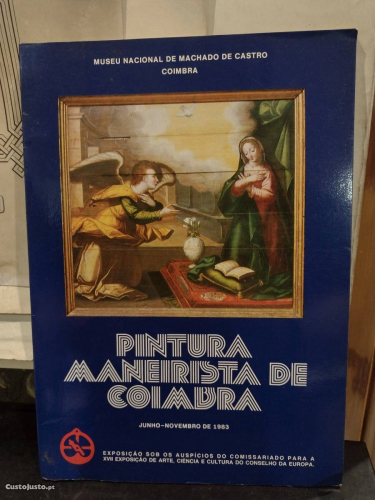 MUSEU NACIONAL DE MACHADO DE CASTRO
COIMBRA
PINTURA
MANEIRISTA DE
COIMBRA
JUNHO-NOVEMBRO DE 1983
EXPOSIÇÃO SOB OS AUSPÍCIOS DO COMISSARIADO PARA A
XVII EXPOSIÇÃO DE ARTE, CIÊNCIA E CULTURA DO CONSELHO DA EUROPA.
CustoJusto.pt